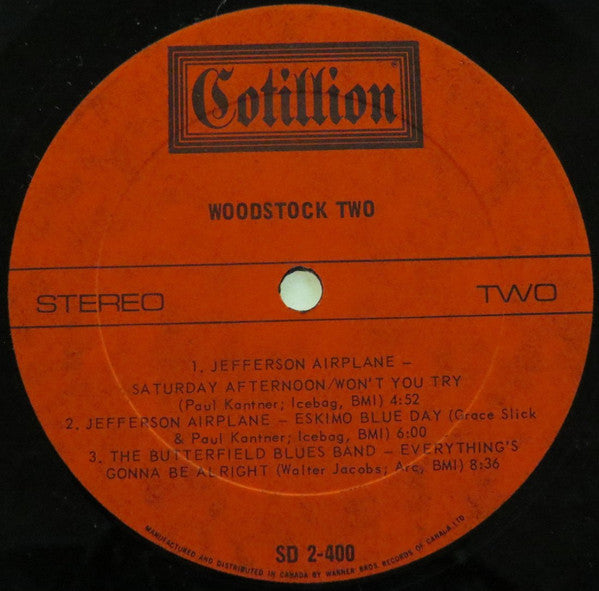 Cotillion
WOODSTOCK TWO
STEREO
TWO
1. JEFFERSON AIRPLANE –
SATURDAY AFTERNOON/WON'T YOU TRY
(Paul Kantner; Icebag, BMI) 4:52
2. JEFFERSON AIRPLANE – ESKIMO BLUE DAY (Grace Slick
& Paul Kantner; Icebag, BMI) 6:00
3. THE BUTTERFIELD BLUES BAND – EVERYTHING'S
GONNA BE ALRIGHT (Walter Jacobs; Arc, BMI) 8:36
SD 2-400
MANUFACTURED AND DISTRIBUTED IN CANADA BY WARNER BROS. RECORDS OF CANADA, LTD.